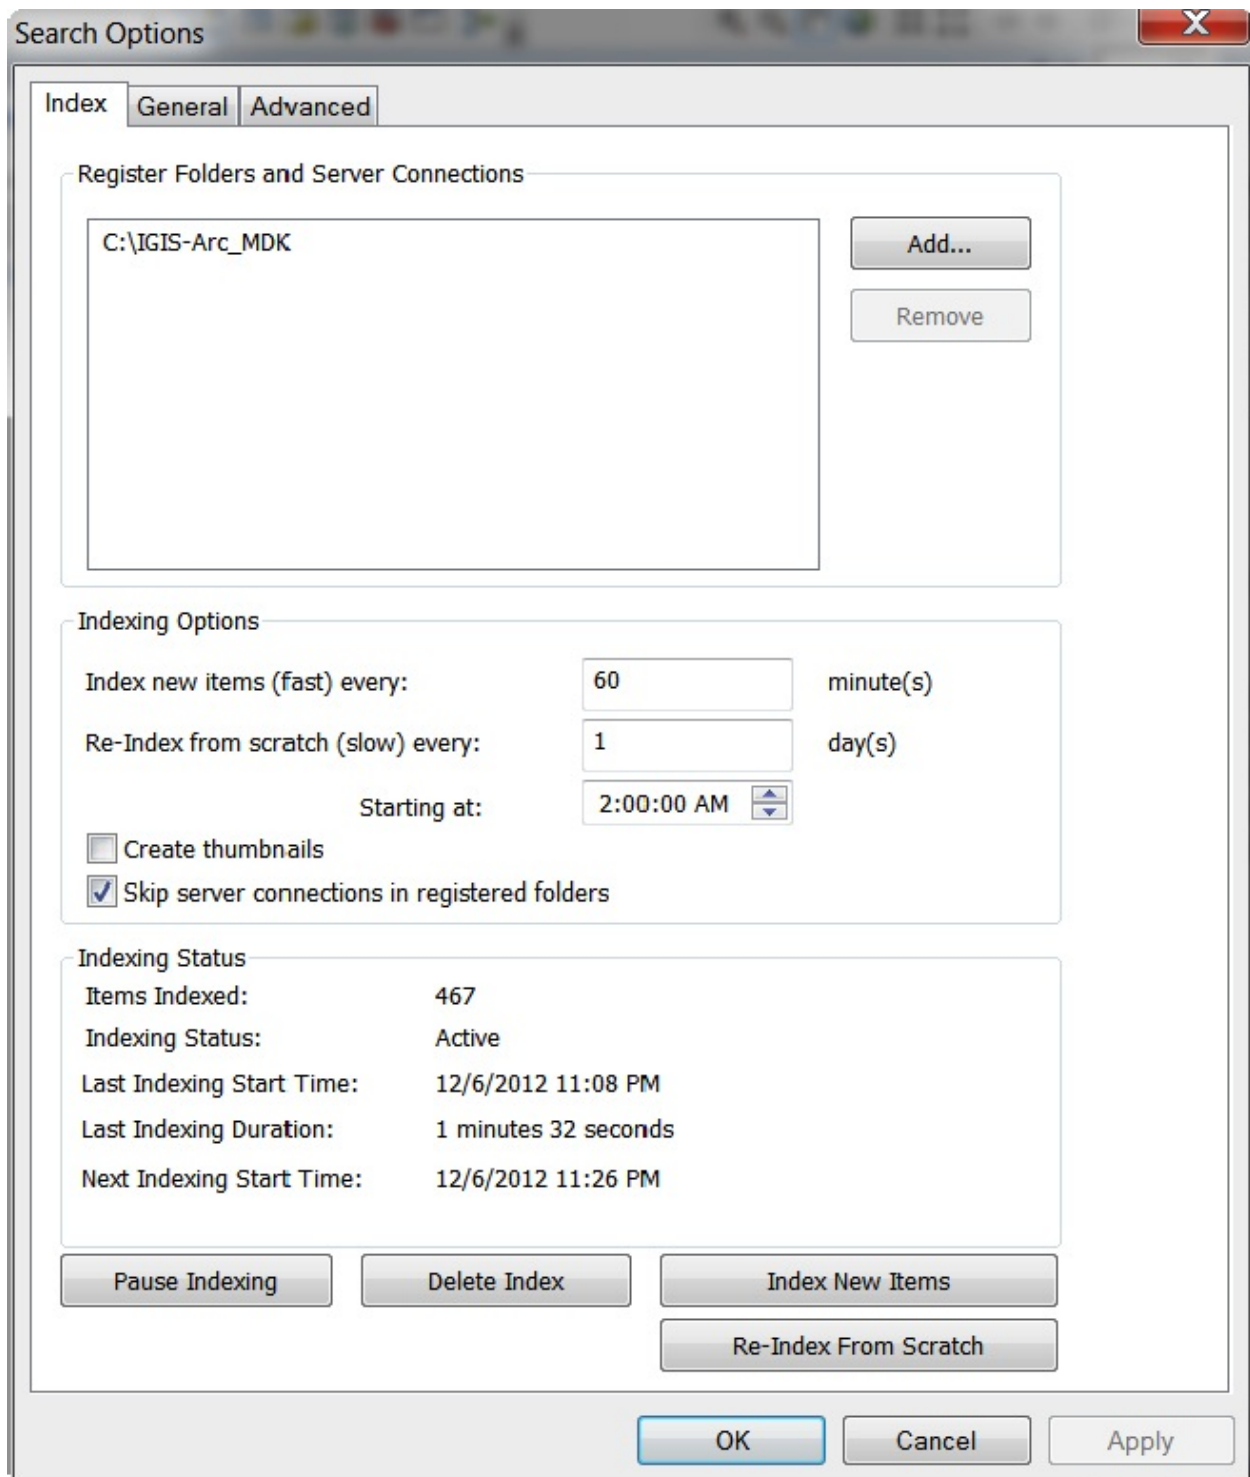 Search Options
Index General Advanced
Register Folders and Server Connections
C:\IGIS-Arc_MDK
Add...
Remove
Indexing Options
Index new items (fast) every: 60 minute(s)
Re-Index from scratch (slow) every: 1 day(s)
Starting at: 2:00:00 AM
Create thumbnails
Skip server connections in registered folders
Indexing Status
Items Indexed: 467
Indexing Status: Active
Last Indexing Start Time: 12/6/2012 11:08 PM
Last Indexing Duration: 1 minutes 32 seconds
Next Indexing Start Time: 12/6/2012 11:26 PM
Pause Indexing Delete Index Index New Items
Re-Index From Scratch
OK Cancel Apply